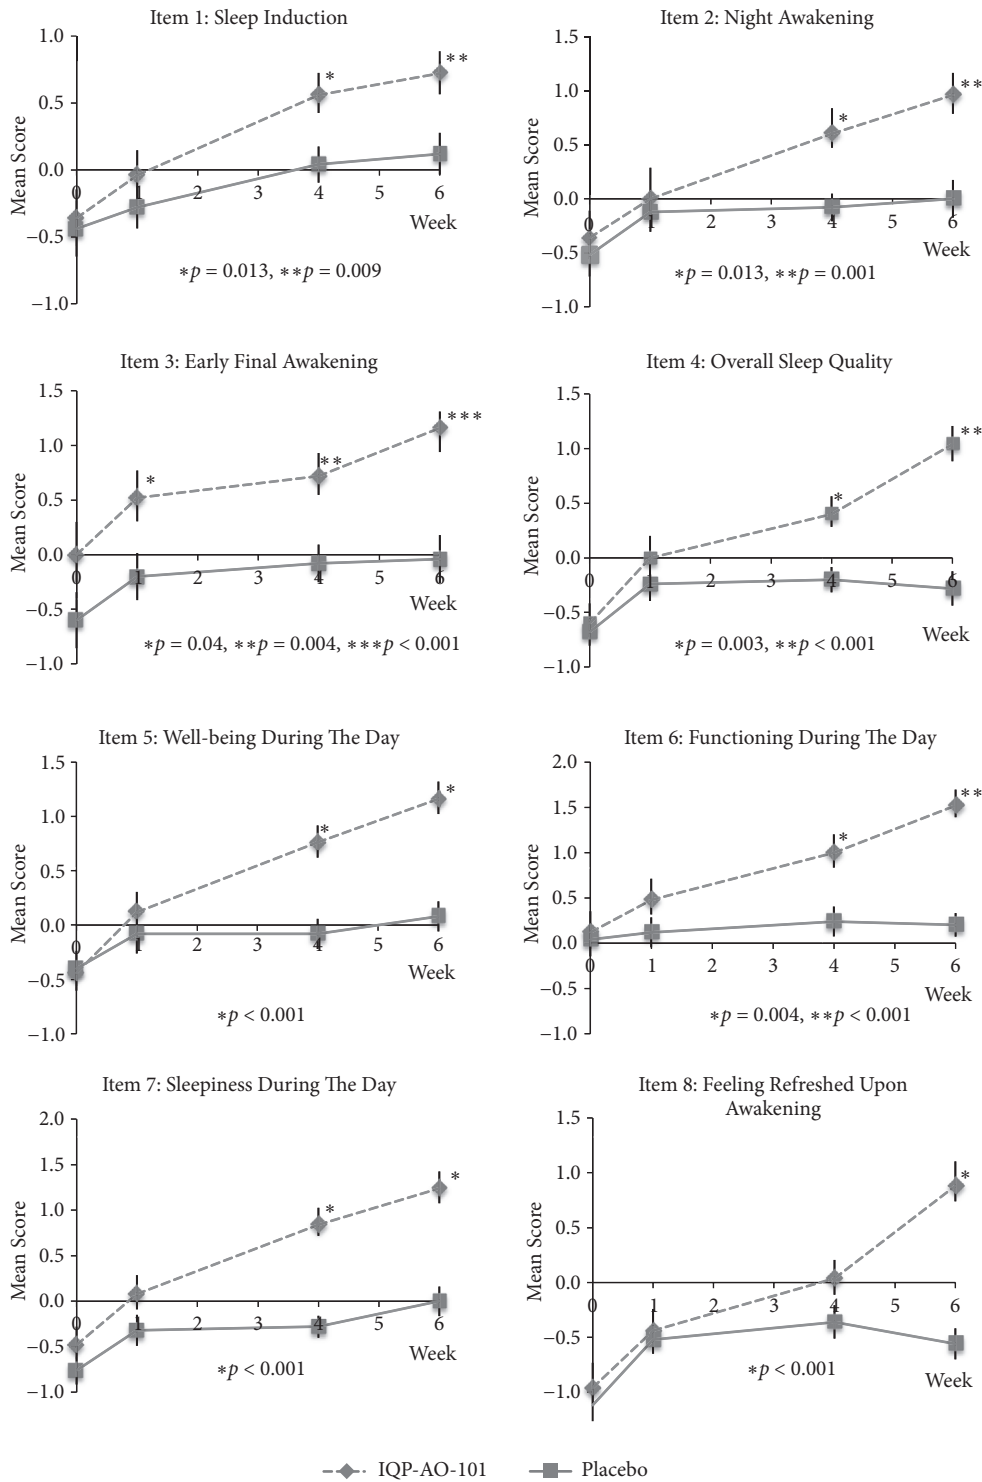 Item 1: Sleep Induction
1.0
0.5
0.0
−0.5
−1.0
Mean Score
0 1 2 3 4 5 6
Week
* **
*p = 0.013, **p = 0.009
Item 2: Night Awakening
1.5
1.0
0.5
0.0
−0.5
−1.0
Mean Score
0 1 2 3 4 5 6
Week
* **
*p = 0.013, **p = 0.001
Item 3: Early Final Awakening
1.5
1.0
0.5
0.0
−0.5
−1.0
Mean Score
0 1 2 3 4 5 6
Week
* ** ***
*p = 0.04, **p = 0.004, ***p < 0.001
Item 4: Overall Sleep Quality
1.5
1.0
0.5
0.0
−0.5
−1.0
Mean Score
0 1 2 3 4 5 6
Week
* **
*p = 0.003, **p < 0.001
Item 5: Well-being During The Day
1.5
1.0
0.5
0.0
−0.5
−1.0
Mean Score
0 1 2 3 4 5 6
Week
* *
*p < 0.001
Item 6: Functioning During The Day
2.0
1.5
1.0
0.5
0.0
−0.5
−1.0
Mean Score
0 1 2 3 4 5 6
Week
* **
*p = 0.004, **p < 0.001
Item 7: Sleepiness During The Day
2.0
1.5
1.0
0.5
0.0
−0.5
−1.0
Mean Score
0 1 2 3 4 5 6
Week
* *
*p < 0.001
Item 8: Feeling Refreshed Upon
Awakening
1.5
1.0
0.5
0.0
−0.5
−1.0
Mean Score
0 1 2 3 4 5 6
Week
*
*p < 0.001
IQP-AO-101
Placebo